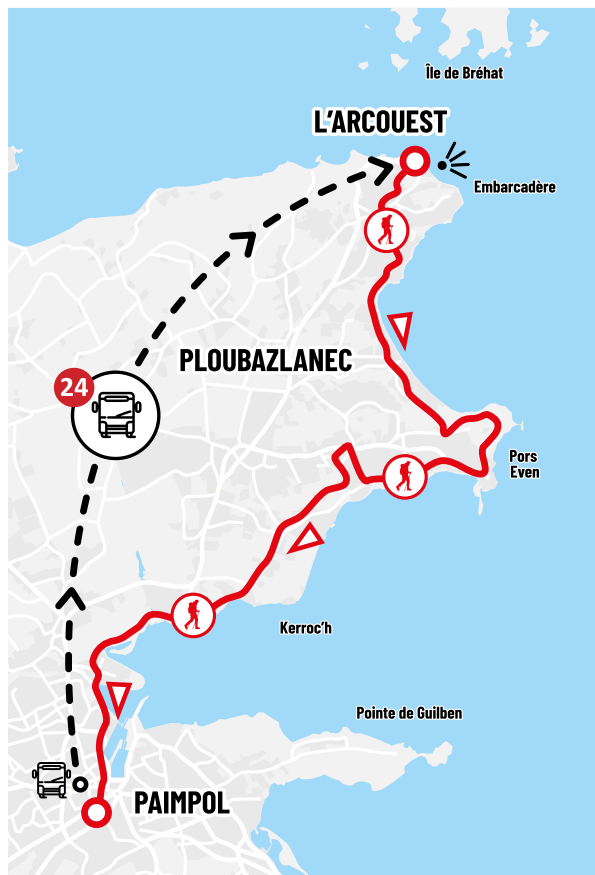 Île de Bréhat
L'ARCOUEST
Embarcadère
PLOUBAZLANEC
24
Pors
Even
Kerroc'h
Pointe de Guilben
PAIMPOL